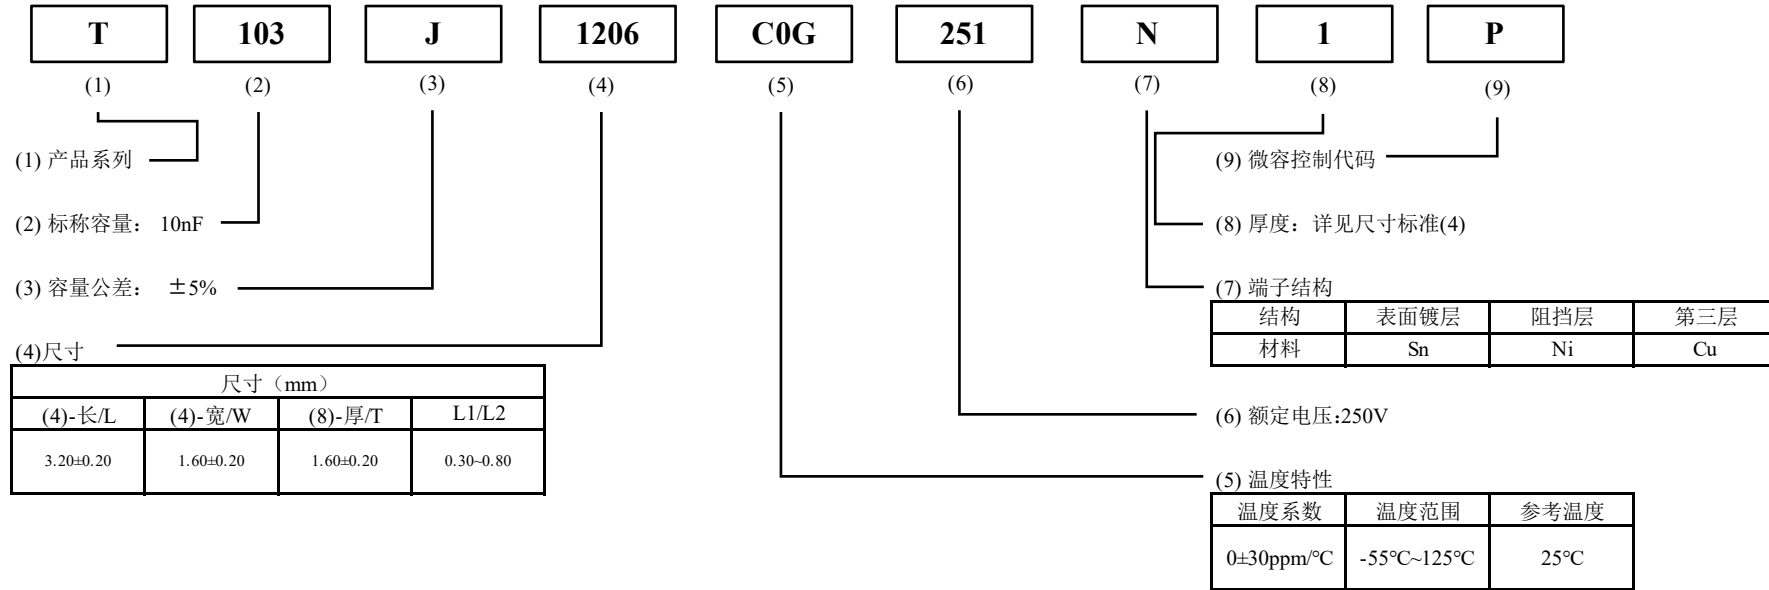 T 103 J 1206 C0G 251 N 1 P
(1) (2) (3) (4) (5) (6) (7) (8) (9)
(1) 产品系列
(9) 微容控制代码
(2) 标称容量： 10nF
(8) 厚度：详见尺寸标准(4)
(3) 容量公差： ±5%
(7) 端子结构
结构 表面镀层 阻挡层 第三层
材料 Sn Ni Cu
(4)尺寸
尺寸（mm）
(4)-长/L (4)-宽/W (8)-厚/T L1/L2
3.20±0.20 1.60±0.20 1.60±0.20 0.30~0.80
(6) 额定电压:250V
(5) 温度特性
温度系数 温度范围 参考温度
0±30ppm/℃ -55℃~125℃ 25℃